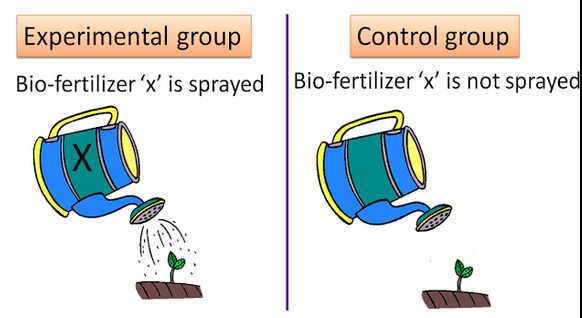 Experimental group
Bio-fertilizer ‘x’ is sprayed
X
Control group
Bio-fertilizer ‘x’ is not sprayed